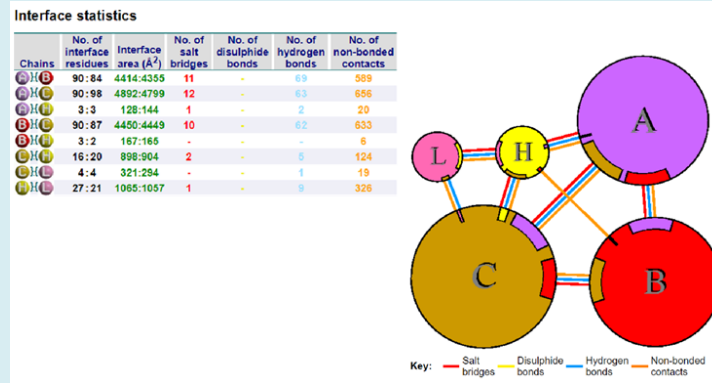 Interface statistics
Chains No. of interface residues Interface area (Å²) No. of salt bridges No. of disulphide bonds No. of hydrogen bonds No. of non-bonded contacts
A B 90:84 4414:4355 11 - 69 589
A C 90:98 4892:4799 12 - 63 656
A H 3:3 128:144 1 - 2 20
B C 90:87 4450:4449 10 - 62 633
B H 3:2 167:165 - - - 6
C H 16:20 898:904 2 - 5 124
C L 4:4 321:294 - - 1 19
H L 27:21 1065:1057 1 - 9 326
A
L
H
C
B
Key: Salt bridges Disulphide bonds Hydrogen bonds Non-bonded contacts